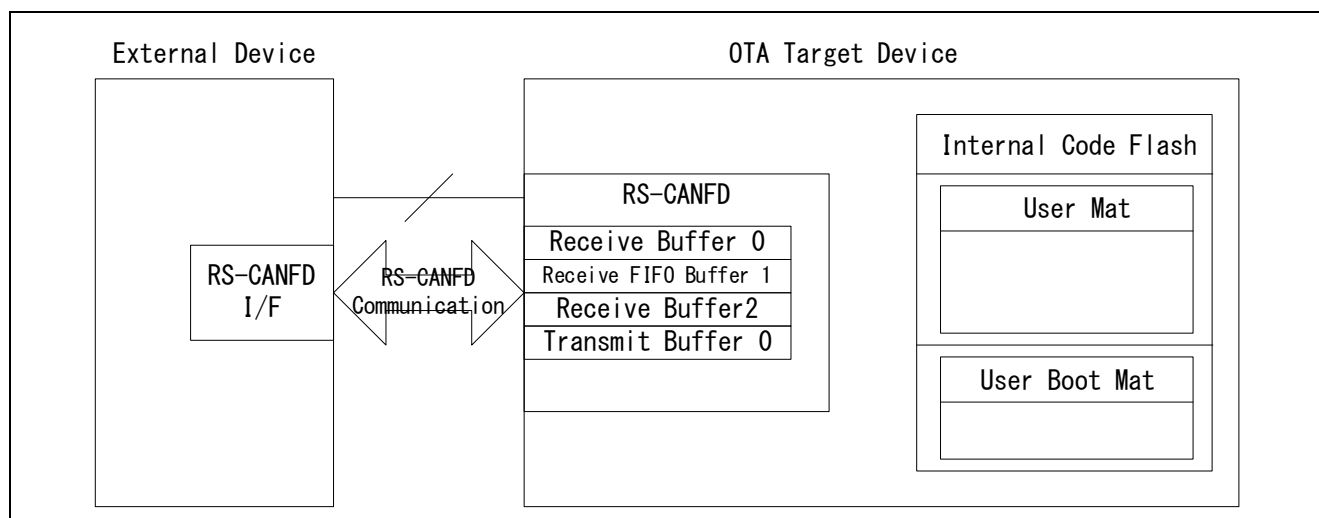 External Device
OTA Target Device
Internal Code Flash
RS-CANFD
User Mat
Receive Buffer 0
RS-CANFD
I/F
RS-CANFD
Communication
Receive FIFO Buffer 1
Receive Buffer2
Transmit Buffer 0
User Boot Mat